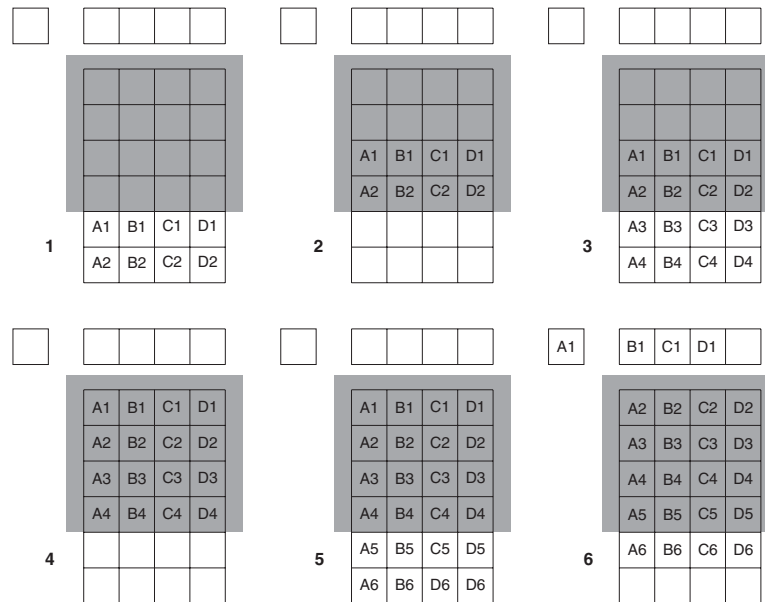 A1 B1 C1 D1
1
A2 B2 C2 D2
A1 B1 C1 D1
A2 B2 C2 D2
2
A1 B1 C1 D1
A2 B2 C2 D2
A3 B3 C3 D3
3
A4 B4 C4 D4
A1 B1 C1 D1
A2 B2 C2 D2
A3 B3 C3 D3
A4 B4 C4 D4
4
A1 B1 C1 D1
A2 B2 C2 D2
A3 B3 C3 D3
A4 B4 C4 D4
A5 B5 C5 D5
5
A6 B6 D6 D6
A1 B1 C1 D1
A2 B2 C2 D2
A3 B3 C3 D3
A4 B4 C4 D4
A5 B5 C5 D5
A6 B6 C6 D6
6